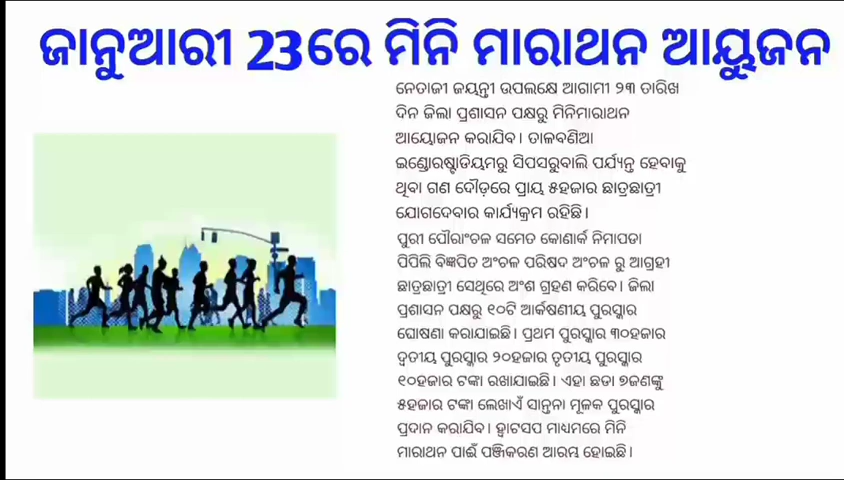 ଜାନୁଆରୀ 23ରେ ମିନି ମାରାଥନ ଆୟୁଜନ
ନେତାଜୀ ଜୟନ୍ତୀ ଉପଲକ୍ଷେ ଆଗାମୀ ୨୩ ତାରିଖ
ଦିନ ଜିଲା ପ୍ରଶାସନ ପକ୍ଷରୁ ମିନିମାରାଥନ
ଆୟୋଜନ କରାଯିବ। ତାଳବଣିଆ
ଇଣ୍ଡୋରଷ୍ଟାଡିୟମରୁ ସିପସରୁବାଲି ପର୍ଯ୍ୟନ୍ତ ହେବାକୁ
ଥିବା ଗଣ ଦୌଡ଼ରେ ପ୍ରାୟ ୫ହଜାର ଛାତ୍ରଛାତ୍ରୀ
ଯୋଗଦେବାର କାର୍ଯ୍ୟକ୍ରମ ରହିଛି।
ପୁରୀ ପୌରାଂଚଳ ସମେତ କୋଣାର୍କ ନିମାପଡା
ପିପିଲି ବିଜ୍ଞପିତ ଅଂଚଳ ପରିଷଦ ଅଂଚଳ ରୁ ଆଗ୍ରହୀ
ଛାତ୍ରଛାତ୍ରୀ ସେଥିରେ ଅଂଶ ଗ୍ରହଣ କରିବେ। ଜିଲା
ପ୍ରଶାସନ ପକ୍ଷରୁ ୧୦ଟି ଆର୍କଷଣୀୟ ପୁରସ୍କାର
ଘୋଷଣା କରାଯାଇଛି। ପ୍ରଥମ ପୁରସ୍କାର ୩୦ହଜାର
ଦ୍ୱତୀୟ ପୁରସ୍କାର ୨୦ହଜାର ତୃତୀୟ ପୁରସ୍କାର
୧୦ହଜାର ଟଙ୍କା ରଖାଯାଇଛି। ଏହା ଛଡା ୭ଜଣଙ୍କୁ
୫ହଜାର ଟଙ୍କା ଲେଖାଏଁ ସାନ୍ତନା ମୂଳକ ପୁରସ୍କାର
ପ୍ରଦାନ କରାଯିବ। ହ୍ୱାଟସପ ମାଧ୍ୟମରେ ମିନି
ମାରାଥନ ପାଇଁ ପଞ୍ଜିକରଣ ଆରମ୍ଭ ହୋଇଛି।